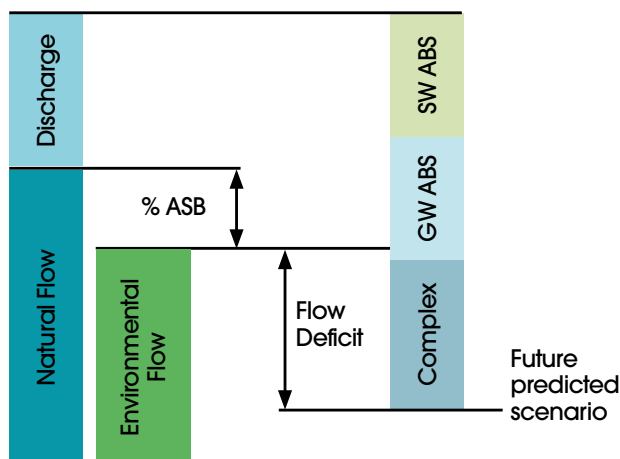 Discharge
Natural Flow
% ASB
Environmental
Flow
Flow
Deficit
SW ABS
GW ABS
Complex
Future
predicted
scenario